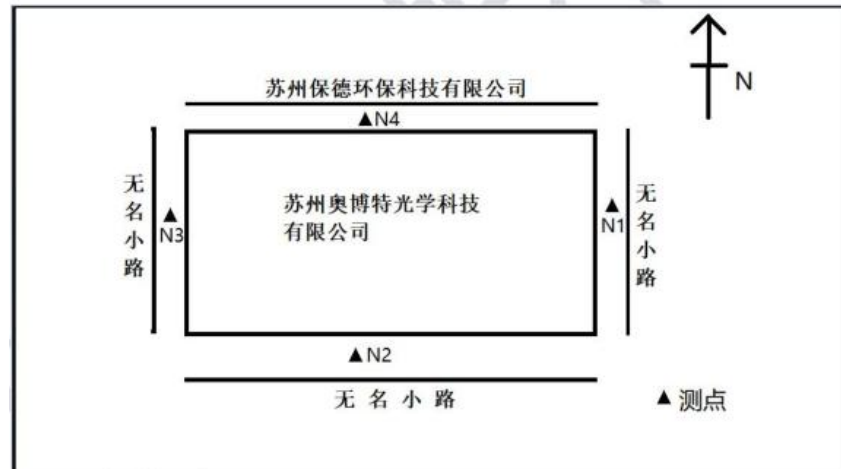 苏州保德环保科技有限公司
▲N4
N
无名小路
▲
N3
苏州奥博特光学科技
有限公司
▲
N1
无名小路
▲N2
无名小路
▲测点